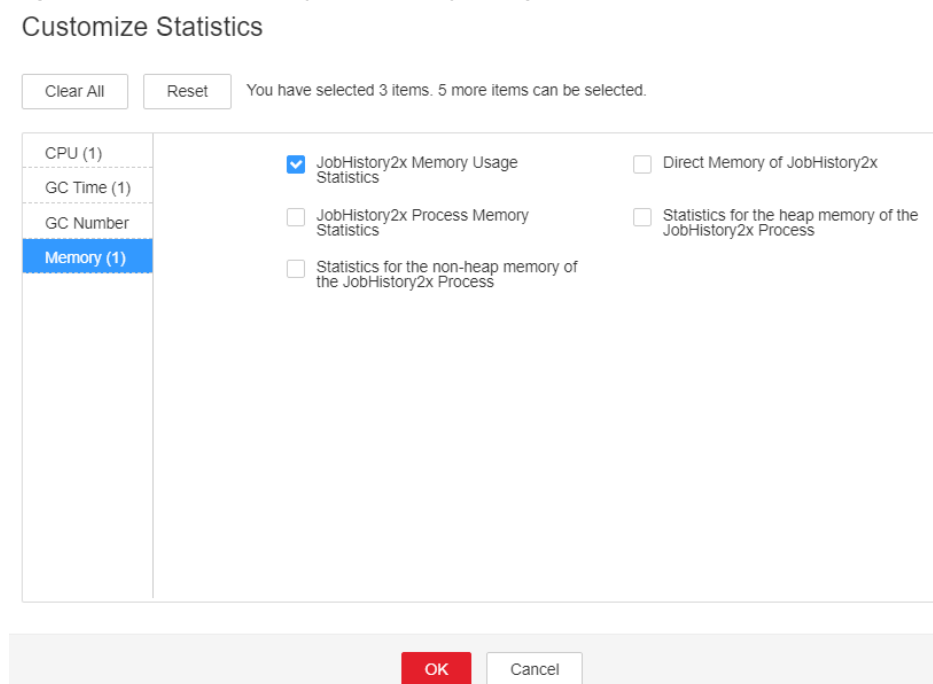 Customize Statistics
Clear All
Reset
You have selected 3 items. 5 more items can be selected.
CPU (1)
GC Time (1)
GC Number
Memory (1)
JobHistory2x Memory Usage
Statistics
Direct Memory of JobHistory2x
JobHistory2x Process Memory
Statistics
Statistics for the heap memory of the
JobHistory2x Process
Statistics for the non-heap memory of
the JobHistory2x Process
OK
Cancel